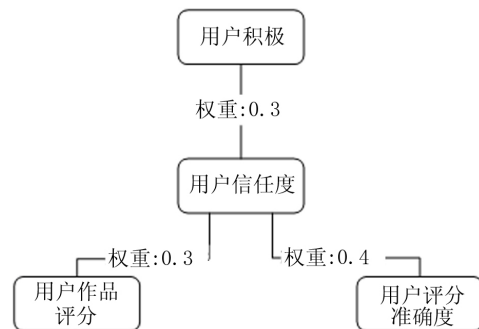 用户积极
权重:0.3
用户信任度
权重:0.3
权重:0.4
用户作品
评分
用户评分
准确度